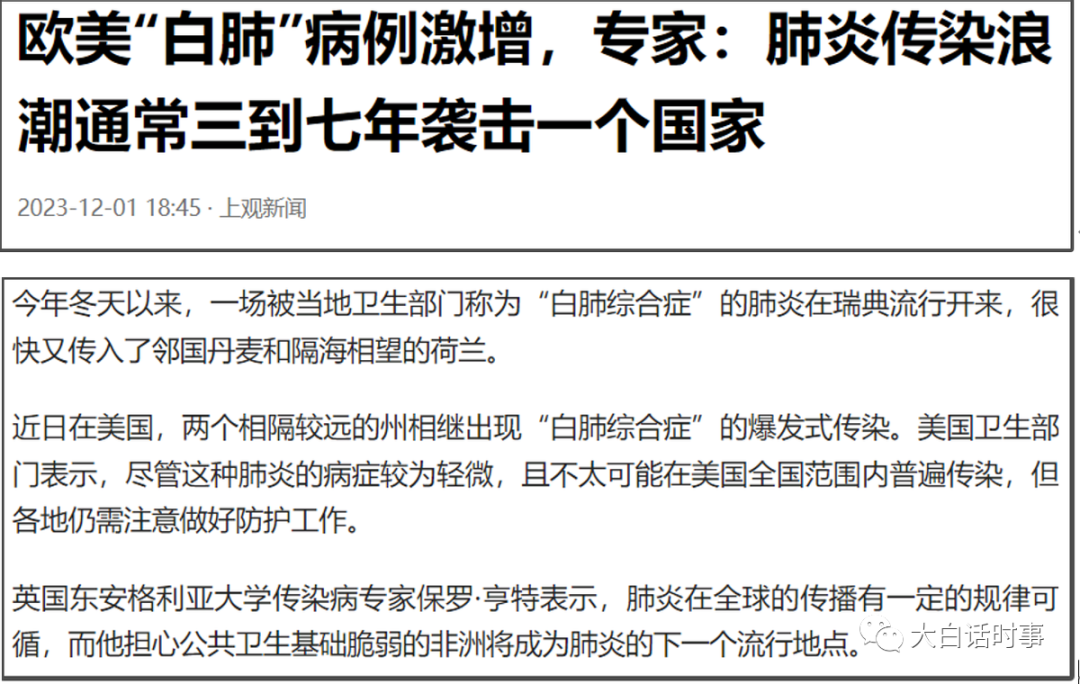 欧美“白肺”病例激增，专家：肺炎传染浪
潮通常三到七年袭击一个国家
2023-12-01 18:45 · 上观新闻
今年冬天以来，一场被当地卫生部门称为“白肺综合症”的肺炎在瑞典流行开来，很
快又传入了邻国丹麦和隔海相望的荷兰。
近日在美国，两个相隔较远的州相继出现“白肺综合症”的爆发式传染。美国卫生部
门表示，尽管这种肺炎的病症较为轻微，且不太可能在美国全国范围内普遍传染，但
各地仍需注意做好防护工作。
英国东安格利亚大学传染病专家保罗·亨特表示，肺炎在全球的传播有一定的规律可
循，而他担心公共卫生基础脆弱的非洲将成为肺炎的下一个流行地点。
大白话时事